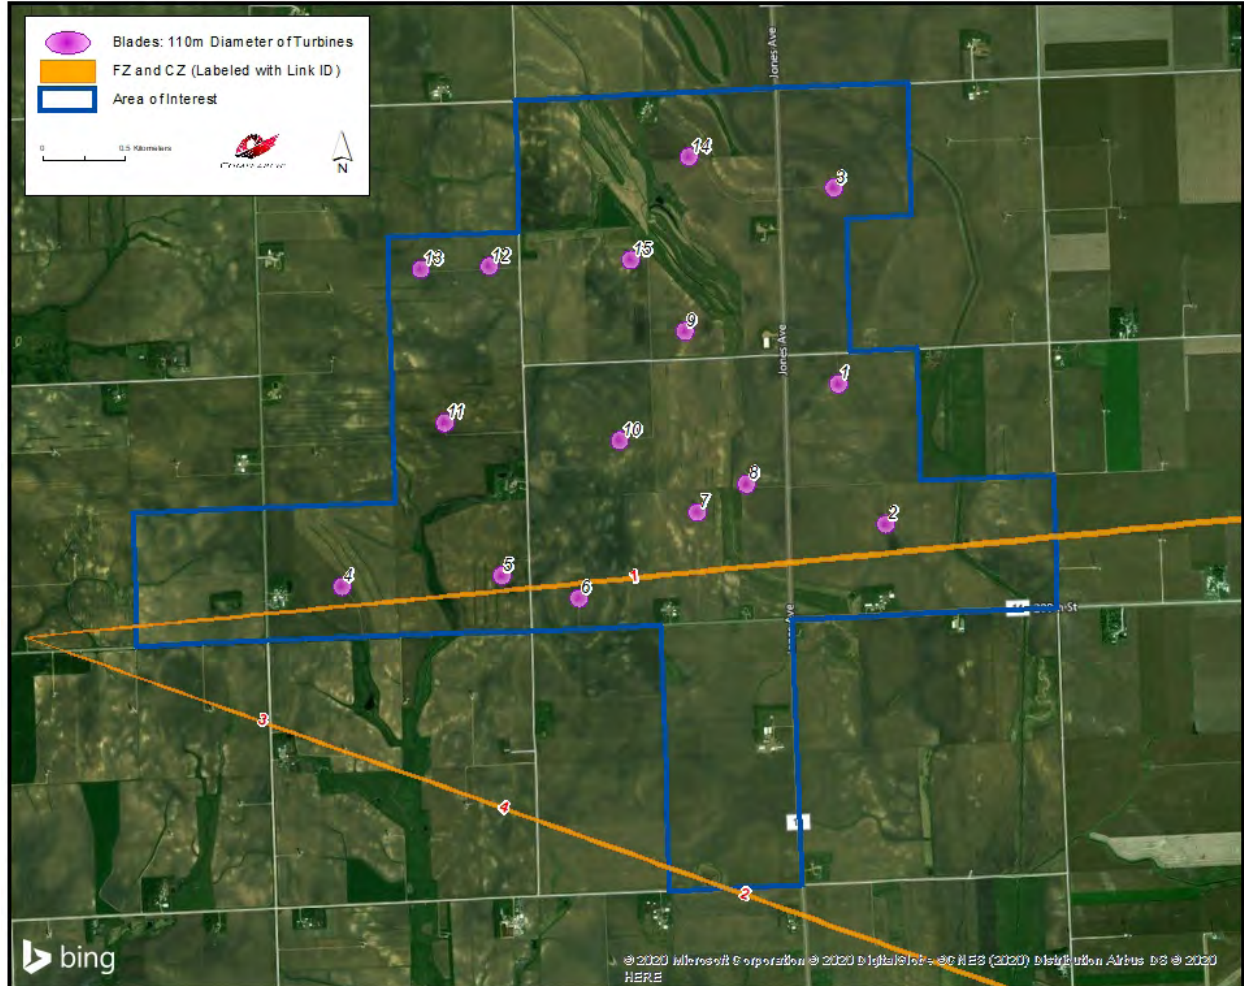 Blades: 110m Diameter of Turbines
FZ and CZ (Labeled with Link ID)
Area of Interest
0 0.5 Kilometers
N
Jones Ave
14
3
13
12
15
9
Jones Ave
1
11
10
8
7
2
5
4
1
6
Jones Ave
3
4
2
bing
© 2020 Microsoft Corporation © 2020 DigitalGlobe ©CNES (2020) Distribution Airbus DS © 2020
HERE